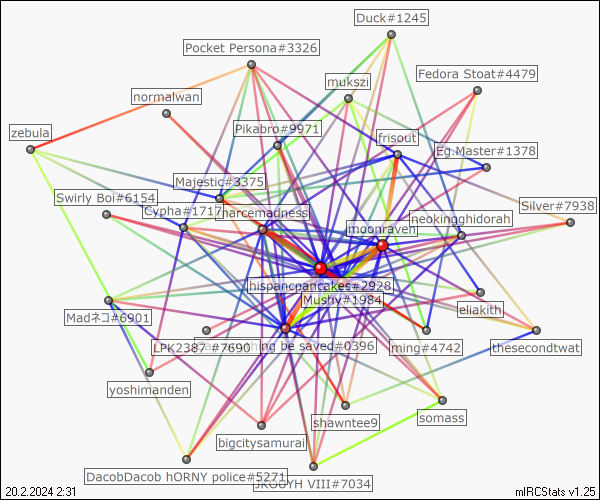 Duck#1245
Pocket Persona#3326
Fedora Stoat#4479
mukszi
normalwan
zebula
Pikabro#9971
frisout
Eg.Master#1378
Majestic#3375
Swirly Boi#6154
Cypha#1717
harcemadness
Silver#7938
neokingghidorah
moonraven
hispancpancakes#2928
Mushy#1984
eliakith
Madネコ#6901
LPK2387
#7690
ng be saved#0396
ming#4742
thesecondtwat
yoshimanden
shawntee9
somass
bigcitysamurai
DacobDacob hORNY police#5271
VIII#7034
20.2.2024 2:31
mIRCStats v1.25